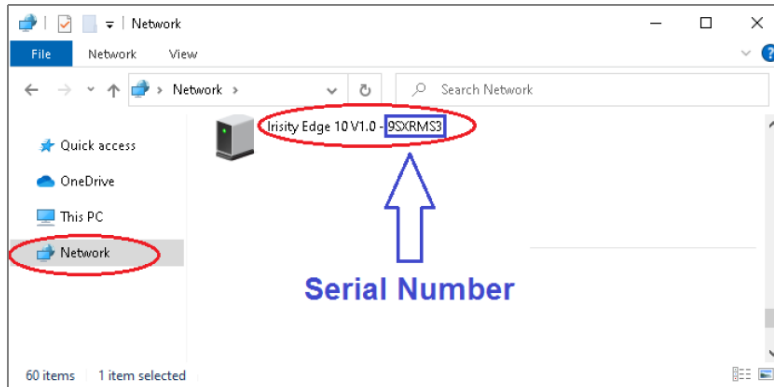 Network
File Network View
Network
Search Network
Irisity Edge 10 V1.0 - 9SXRMS3
Quick access
OneDrive
This PC
Network
Serial Number
60 items 1 item selected